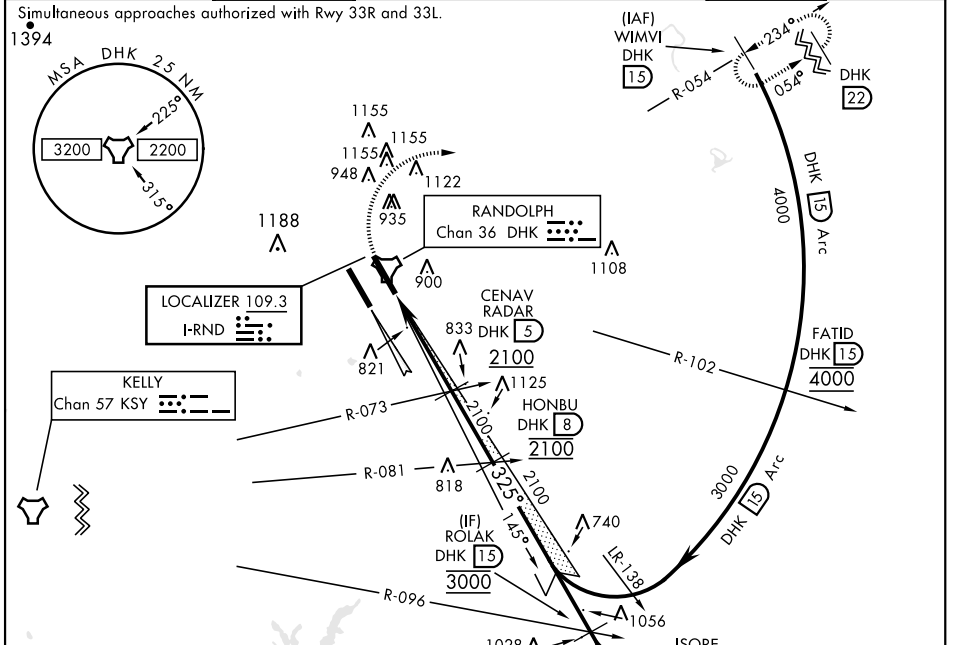 Simultaneous approaches authorized with Rwy 33R and 33L.
1394
MSA DHK 25 NM
225°
3200
2200
315°
(IAF)
WIMVI
DHK
15
R-054
234°
054°
DHK
22
1155
1155
1155
948
1122
935
1188
RANDOLPH
Chan 36 DHK
900
1108
DHK 15 Arc
4000
LOCALIZER 109.3
I-RND
CENAV
RADAR
DHK 5
2100
833
821
1125
R-102
FATID
DHK 15
4000
KELLY
Chan 57 KSY
R-073
2100
HONBU
DHK 8
2100
R-081
818
325°
2100
3000
DHK 15 Arc
145°
(IF)
ROLAK
DHK 15
3000
740
LR-138
R-096
1056
1028
ISORE